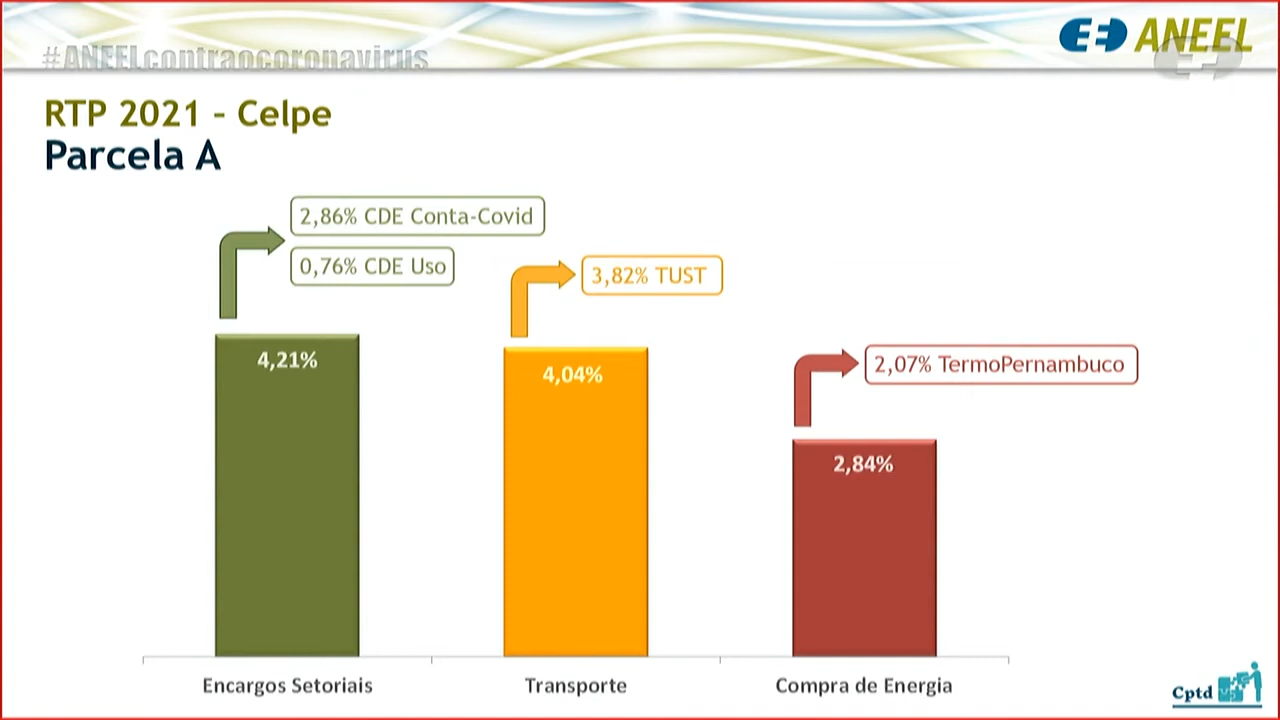 #ANEELcontraocoronavirus
ANEEL
RTP 2021 - Celpe
Parcela A
2,86% CDE Conta-Covid
0,76% CDE Uso
3,82% TUST
2,07% TermoPernambuco
4,21%
4,04%
2,84%
Encargos Setoriais
Transporte
Compra de Energia
Cptd